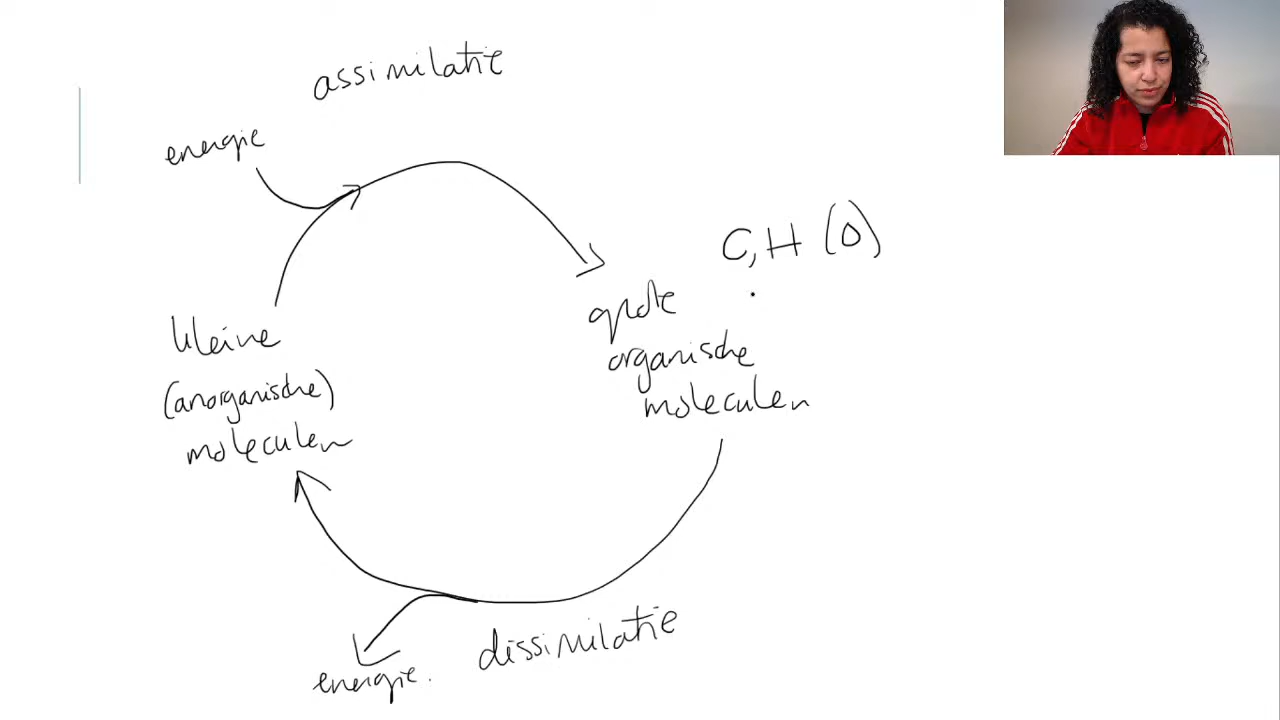 assimilatie
energie
C, H (O)
grote
organische
moleculen
kleine
(anorganische)
moleculen
dissimilatie
energie.